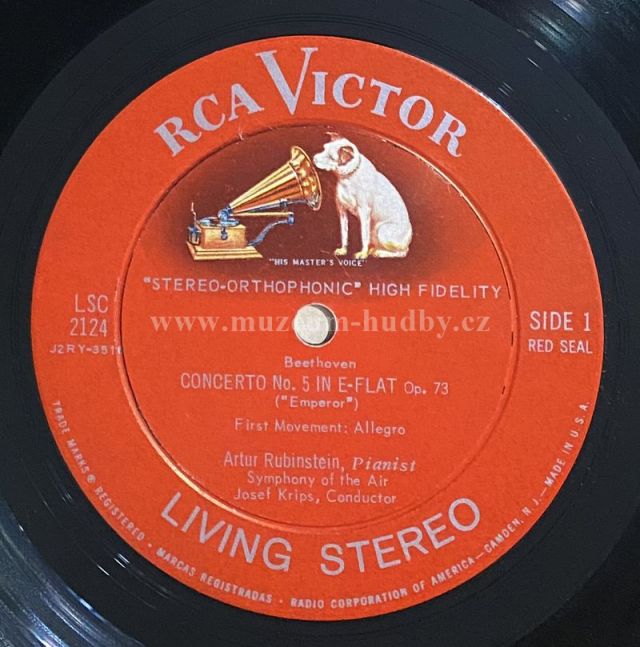 RCA VICTOR
"HIS MASTER'S VOICE"
"STEREO-ORTHOPHONIC" HIGH FIDELITY
LSC
2124
J2RY-3511
SIDE 1
RED SEAL
www.muzeum-hudby.cz
Beethoven
CONCERTO No. 5 IN E-FLAT Op. 73
("Emperor")
First Movement: Allegro
Artur Rubinstein, Pianist
Symphony of the Air
Josef Krips, Conductor
LIVING STEREO
TRADE MARKS ® REGISTERED - MARCAS REGISTRADAS - RADIO CORPORATION OF AMERICA—CAMDEN, N. J.—MADE IN U. S. A.